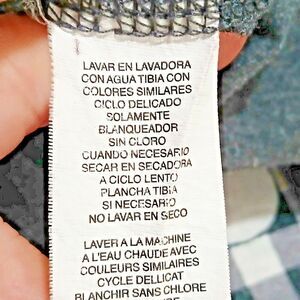 LAVAR EN LAVADORA
CON AGUA TIBIA CON
COLORES SIMILARES
CICLO DELICADO
SOLAMENTE
BLANQUEADOR
SIN CLORO
CUANDO NECESARIO
SECAR EN SECADORA
A CICLO LENTO
PLANCHA TIBIA
SI NECESARIO
NO LAVAR EN SECO
LAVER A LA MACHINE
A L'EAU CHAUDE AVEC
COULEURS SIMILAIRES
CYCLE DELLICAT
BLANCHIR SANS CHLORE